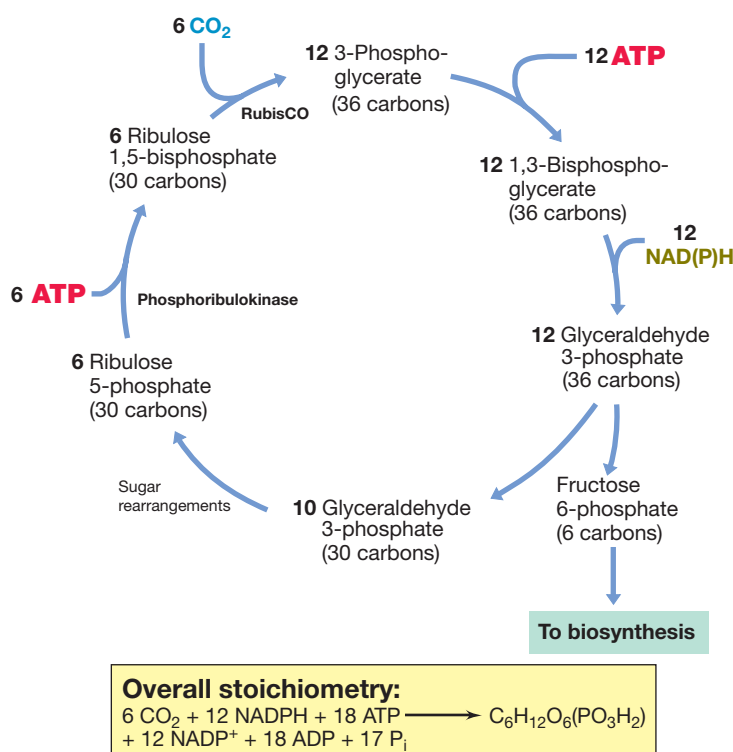 6 CO₂
12 3-Phospho-
glycerate
(36 carbons)
12 ATP
RubisCO
6 Ribulose
1,5-bisphosphate
(30 carbons)
12 1,3-Bisphospho-
glycerate
(36 carbons)
12
NAD(P)H
6 ATP
Phosphoribulokinase
12 Glyceraldehyde
3-phosphate
(36 carbons)
6 Ribulose
5-phosphate
(30 carbons)
Sugar
rearrangements
10 Glyceraldehyde
3-phosphate
(30 carbons)
Fructose
6-phosphate
(6 carbons)
To biosynthesis
Overall stoichiometry:
6 CO₂ + 12 NADPH + 18 ATP ⟶ C₆H₁₂O₆(PO₃H₂)
+ 12 NADP⁺ + 18 ADP + 17 Pᵢ